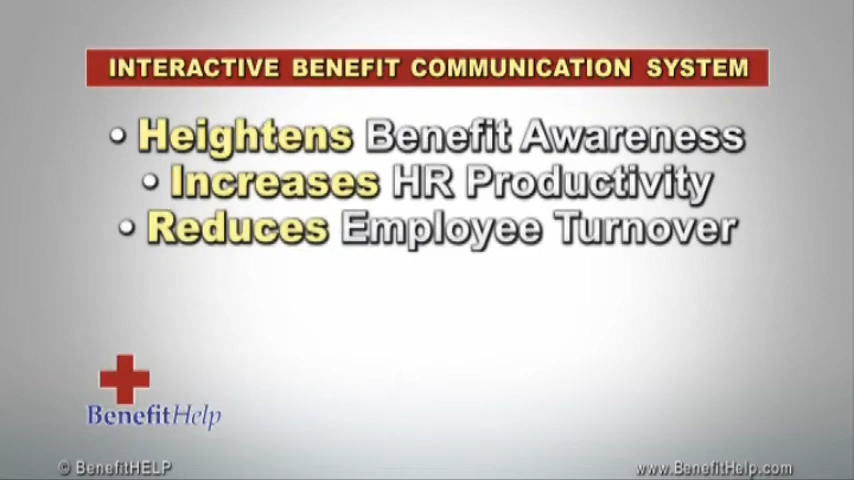 INTERACTIVE BENEFIT COMMUNICATION SYSTEM
• Heightens Benefit Awareness
• Increases HR Productivity
• Reduces Employee Turnover
BenefitHelp
© BenefitHELP
www.BenefitHelp.com